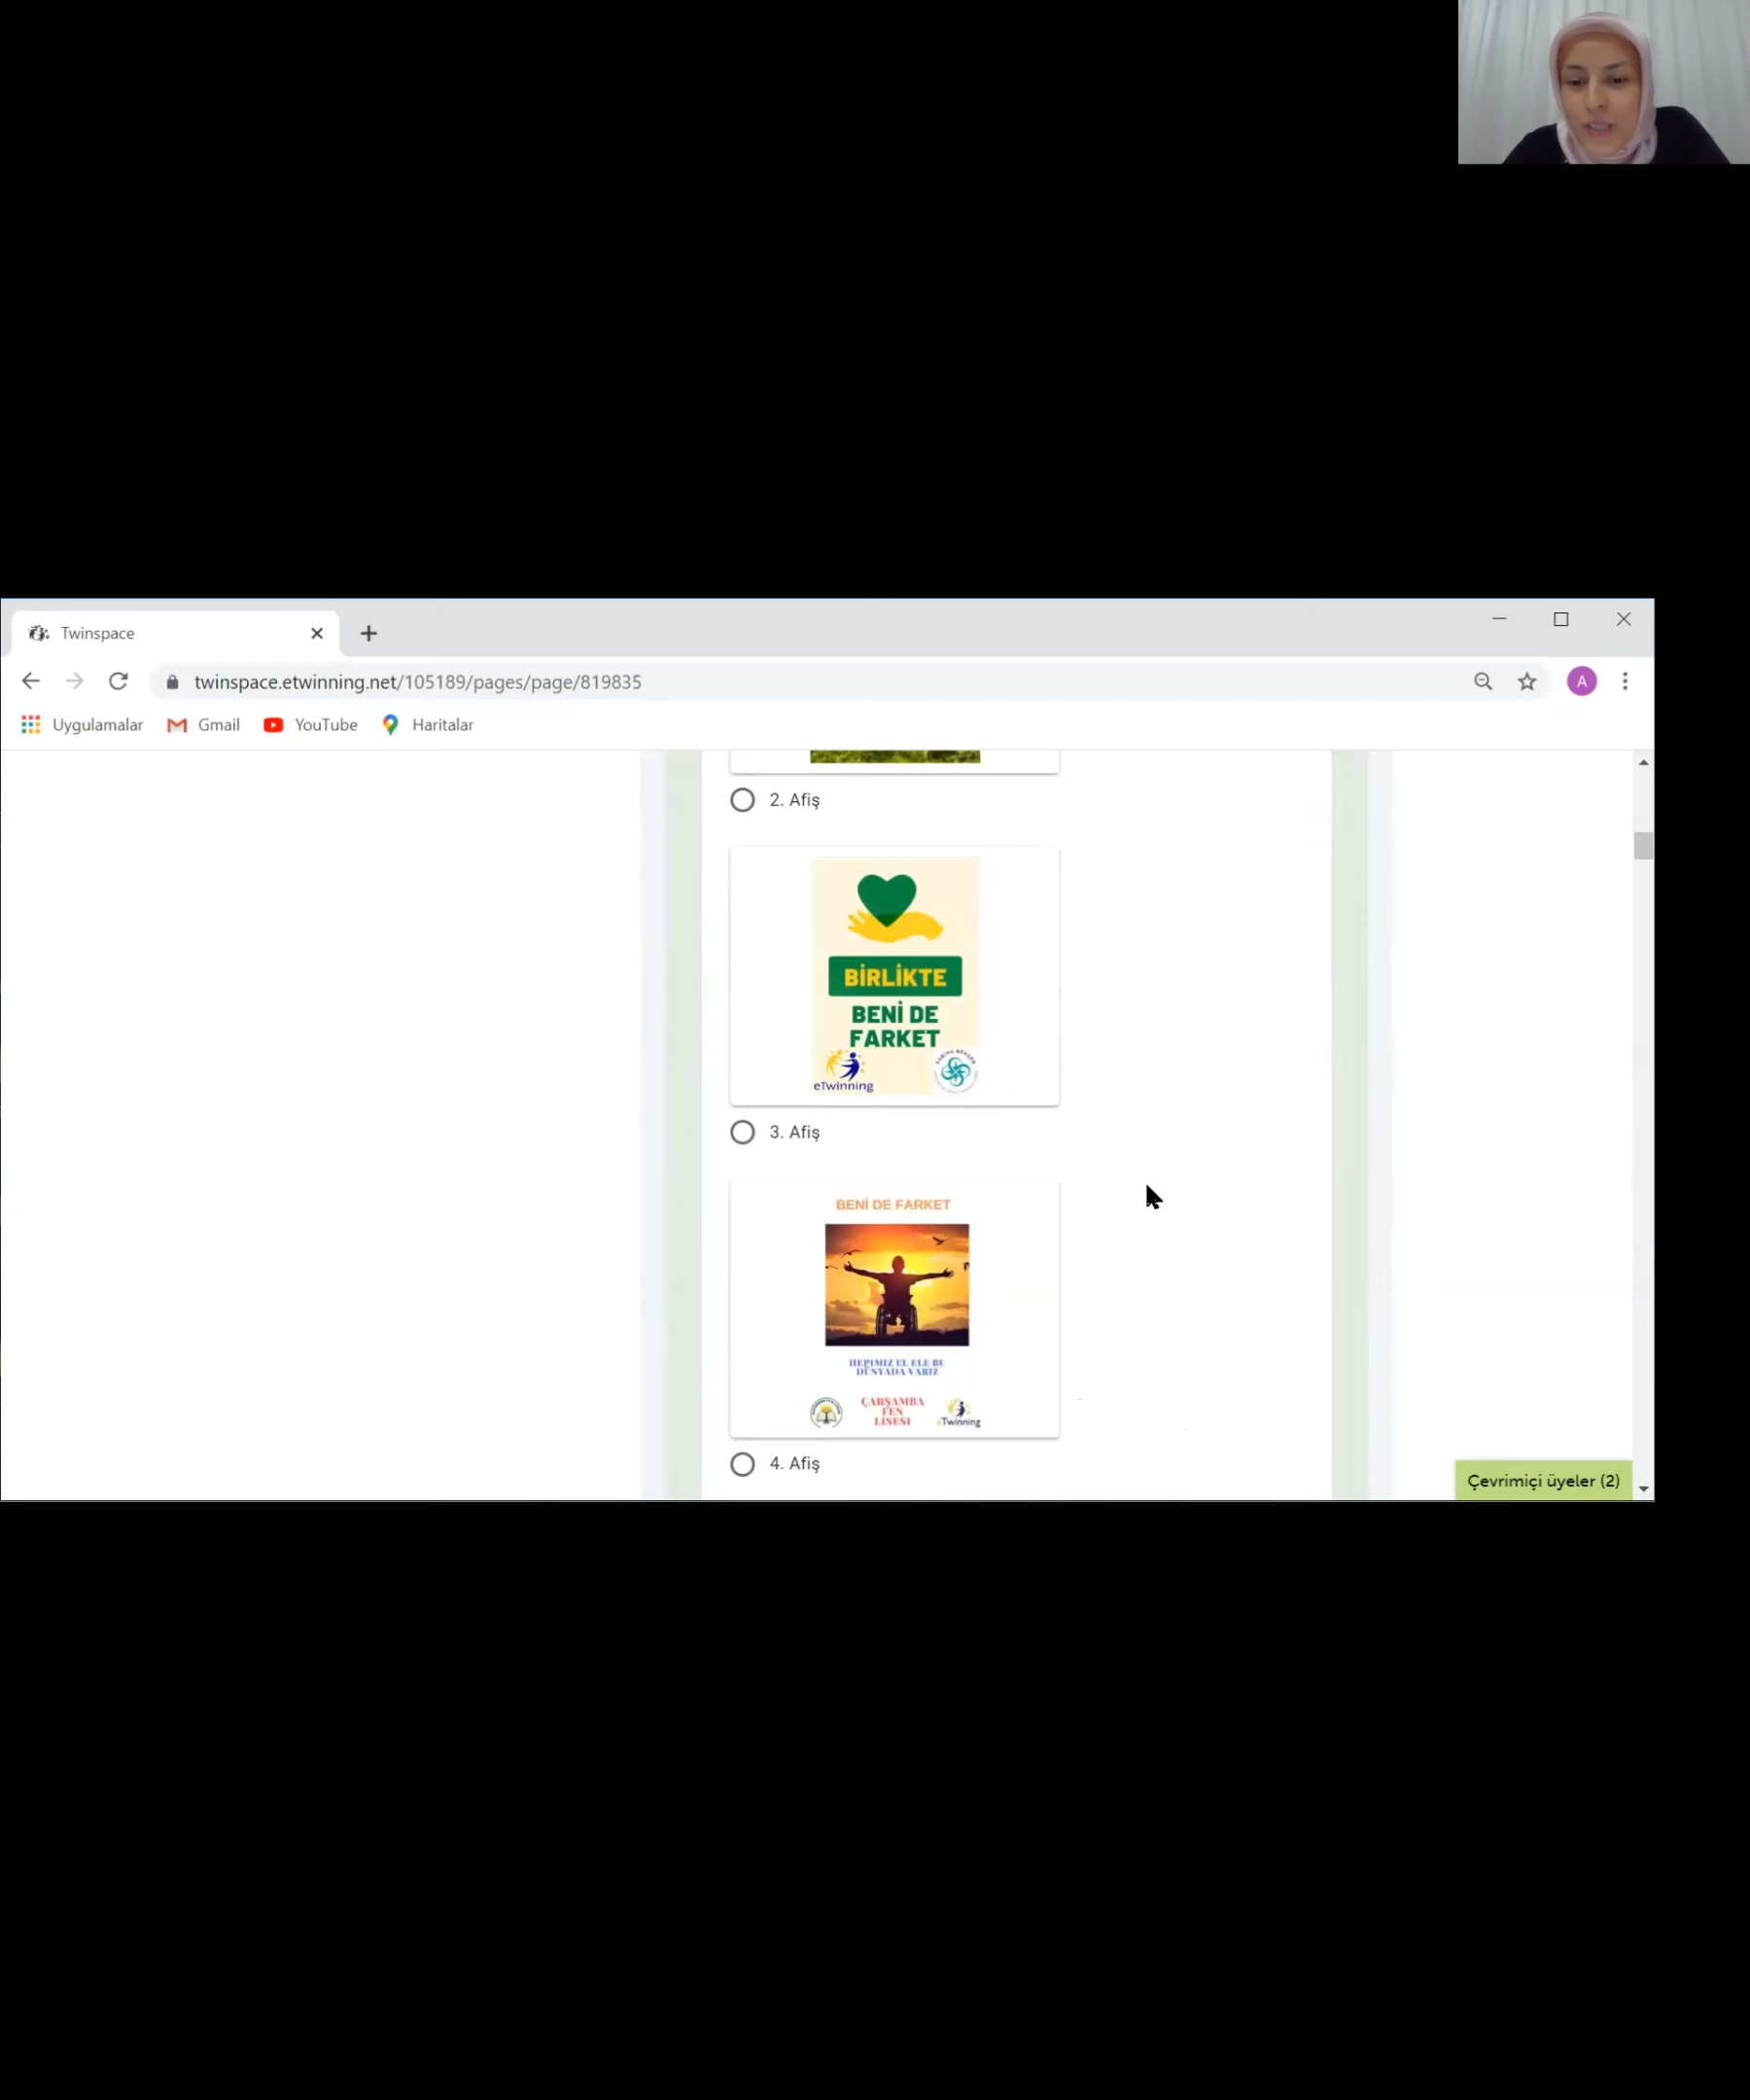 Twinspace
twinspace.etwinning.net/105189/pages/page/819835
A
Uygulamalar
Gmail
YouTube
Haritalar
2. Afiş
BİRLİKTE
BENİ DE
FARKET
eTwinning
3. Afiş
BENİ DE FARKET
HEPIMIZ EL ELE BU
DÜNYADA VARIZ
ÇARŞAMBA
FEN
LISESI
eTwinning
4. Afiş
Çevrimiçi üyeler (2)